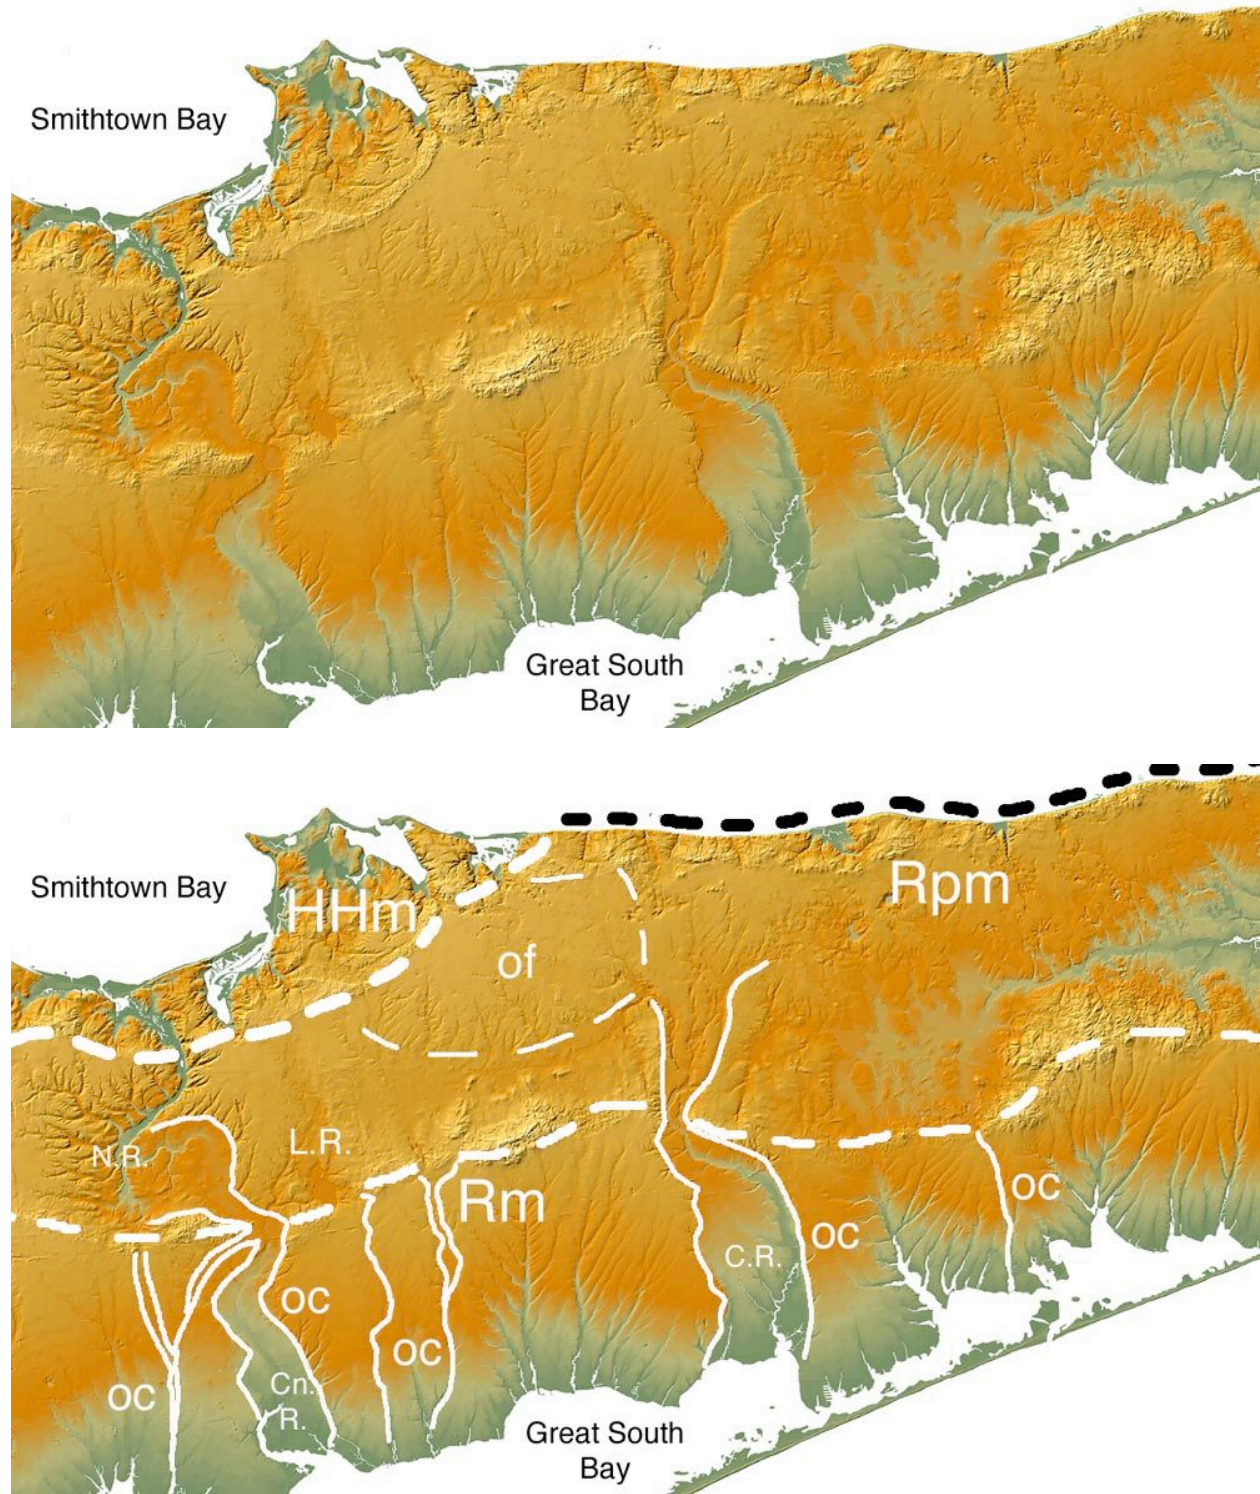 Smithtown Bay
Great South
Bay
Smithtown Bay
HHm
Rpm
of
N.R.
L.R.
Rm
oc
C.R.
oc
oc
oc
oc
Cn.
R.
Great South
Bay